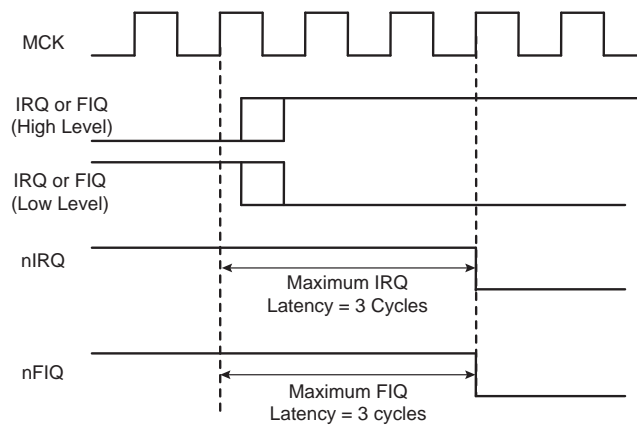 MCK
IRQ or FIQ
(High Level)
IRQ or FIQ
(Low Level)
nIRQ
Maximum IRQ
Latency = 3 Cycles
nFIQ
Maximum FIQ
Latency = 3 cycles